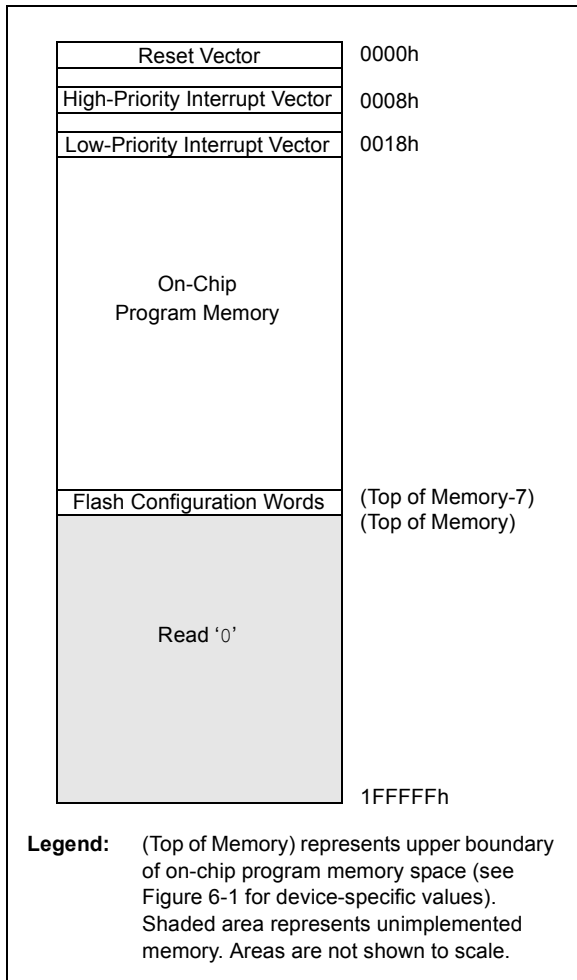 Reset Vector 0000h
High-Priority Interrupt Vector 0008h
Low-Priority Interrupt Vector 0018h
On-Chip
Program Memory
Flash Configuration Words (Top of Memory-7)
(Top of Memory)
Read ‘0’
1FFFFFh
Legend: (Top of Memory) represents upper boundary
of on-chip program memory space (see
Figure 6-1 for device-specific values).
Shaded area represents unimplemented
memory. Areas are not shown to scale.